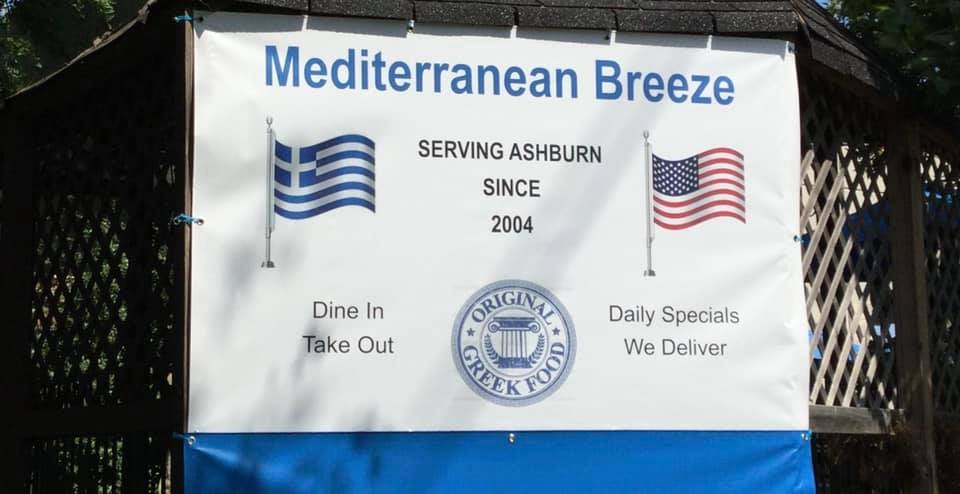 Mediterranean Breeze
SERVING ASHBURN
SINCE
2004
Dine In
Take Out
ORIGINAL
GREEK FOOD
Daily Specials
We Deliver